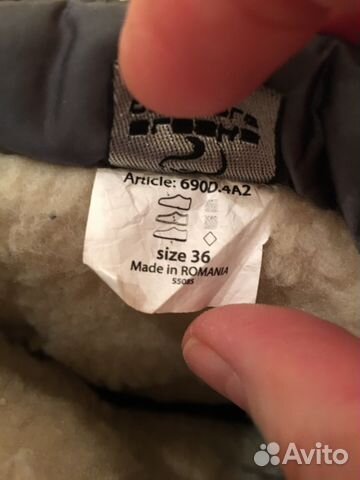 Article: 690D.4A2
size 36
Made in ROMANIA
55085
Avito